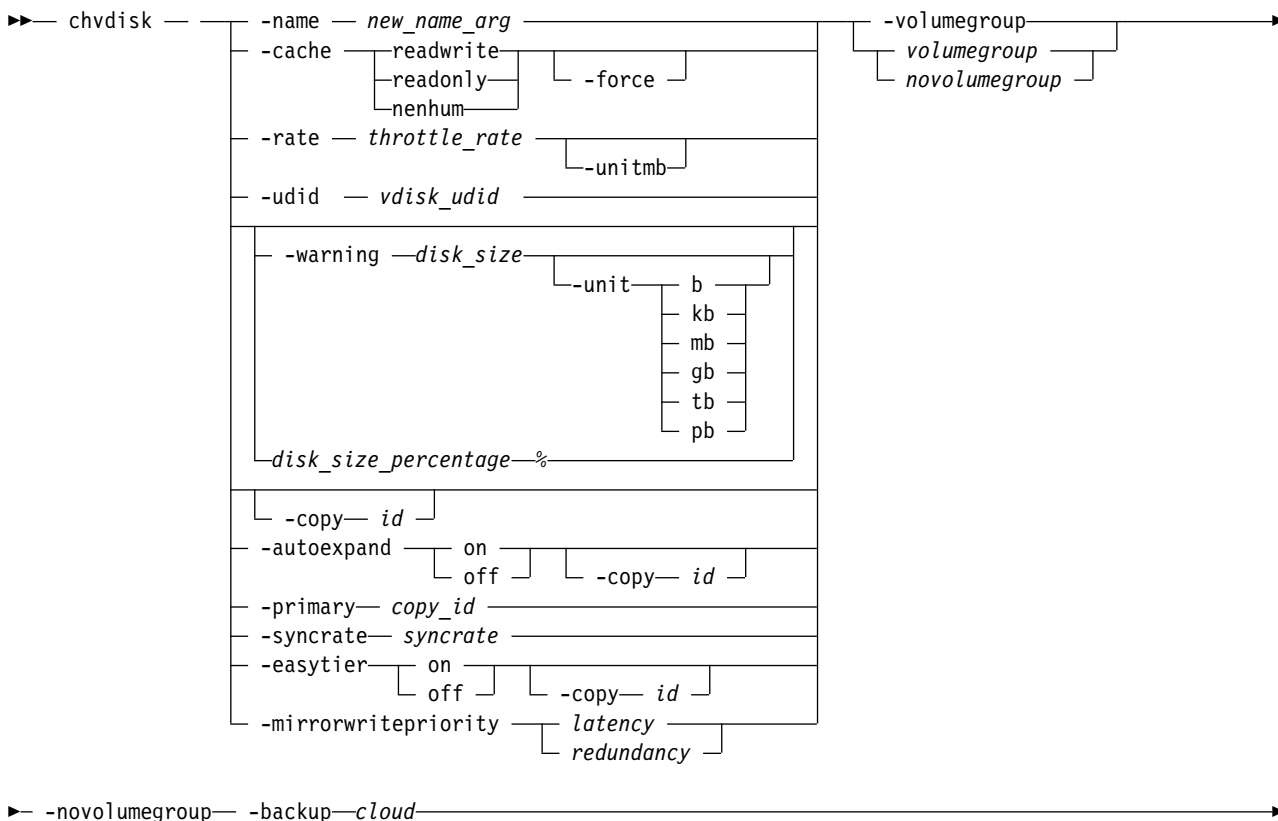 chvdisk -name new_name_arg -volumegroup
-cache readwrite volumegroup
readonly -force novolumegroup
nenhum
-rate throttle_rate
-unitmb
-udid vdisk_udid
-warning disk_size
-unit b
kb
mb
gb
tb
pb
disk_size_percentage %
-copy id
-autoexpand on
off -copy id
-primary copy_id
-syncrate syncrate
-easytier on
off -copy id
-mirrorwritepriority latency
redundancy
-novolumegroup -backup cloud